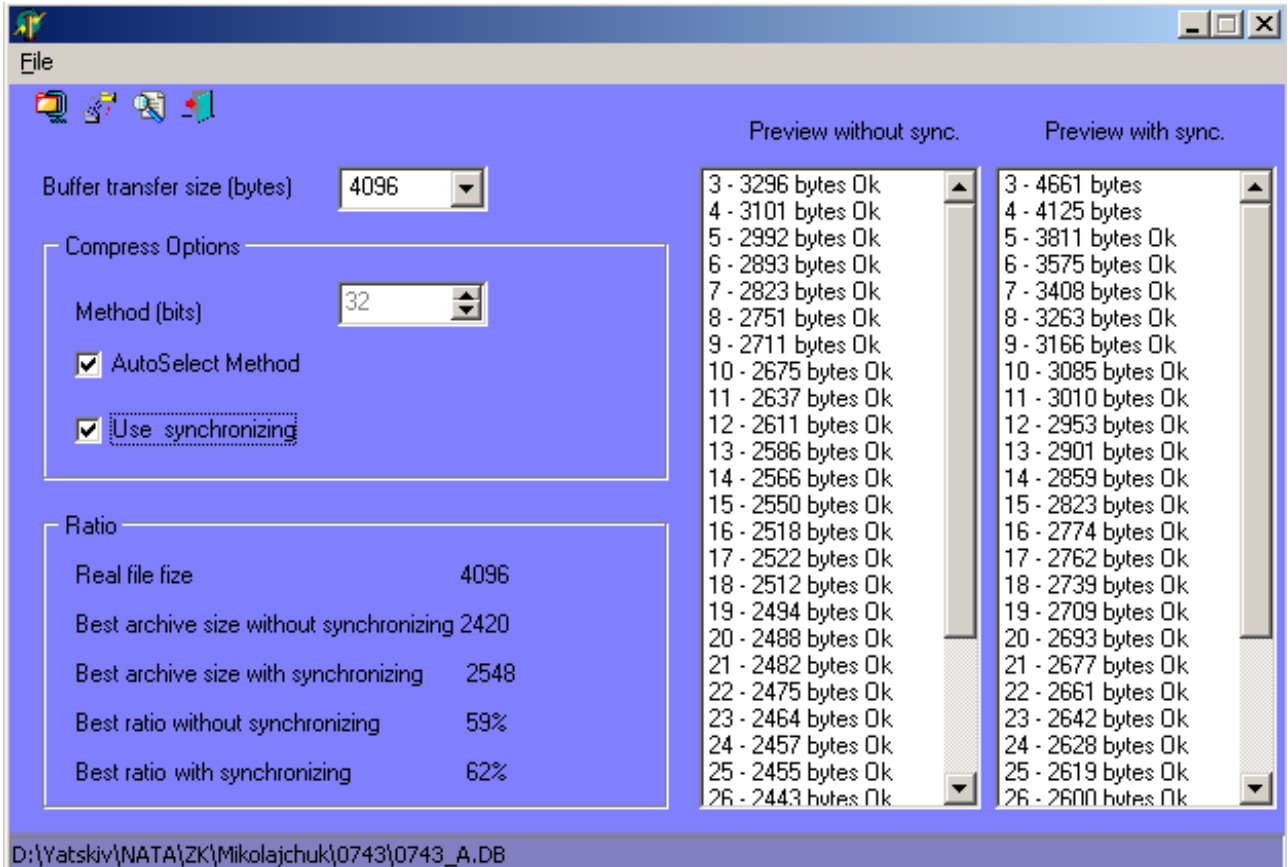 File
Preview without sync.
Preview with sync.
Buffer transfer size (bytes)
4096
Compress Options
Method (bits)
32
AutoSelect Method
Use synchronizing
Ratio
Real file fize 4096
Best archive size without synchronizing 2420
Best archive size with synchronizing 2548
Best ratio without synchronizing 59%
Best ratio with synchronizing 62%
3 - 3296 bytes Ok
4 - 3101 bytes Ok
5 - 2992 bytes Ok
6 - 2893 bytes Ok
7 - 2823 bytes Ok
8 - 2751 bytes Ok
9 - 2711 bytes Ok
10 - 2675 bytes Ok
11 - 2637 bytes Ok
12 - 2611 bytes Ok
13 - 2586 bytes Ok
14 - 2566 bytes Ok
15 - 2550 bytes Ok
16 - 2518 bytes Ok
17 - 2522 bytes Ok
18 - 2512 bytes Ok
19 - 2494 bytes Ok
20 - 2488 bytes Ok
21 - 2482 bytes Ok
22 - 2475 bytes Ok
23 - 2464 bytes Ok
24 - 2457 bytes Ok
25 - 2455 bytes Ok
26 - 2443 bytes Ok
3 - 4661 bytes
4 - 4125 bytes
5 - 3811 bytes Ok
6 - 3575 bytes Ok
7 - 3408 bytes Ok
8 - 3263 bytes Ok
9 - 3166 bytes Ok
10 - 3085 bytes Ok
11 - 3010 bytes Ok
12 - 2953 bytes Ok
13 - 2901 bytes Ok
14 - 2859 bytes Ok
15 - 2823 bytes Ok
16 - 2774 bytes Ok
17 - 2762 bytes Ok
18 - 2739 bytes Ok
19 - 2709 bytes Ok
20 - 2693 bytes Ok
21 - 2677 bytes Ok
22 - 2661 bytes Ok
23 - 2642 bytes Ok
24 - 2628 bytes Ok
25 - 2619 bytes Ok
26 - 2600 bytes Ok
D:\Yatskiv\NATA\ZK\Mikolajchuk\0743\0743_A.DB